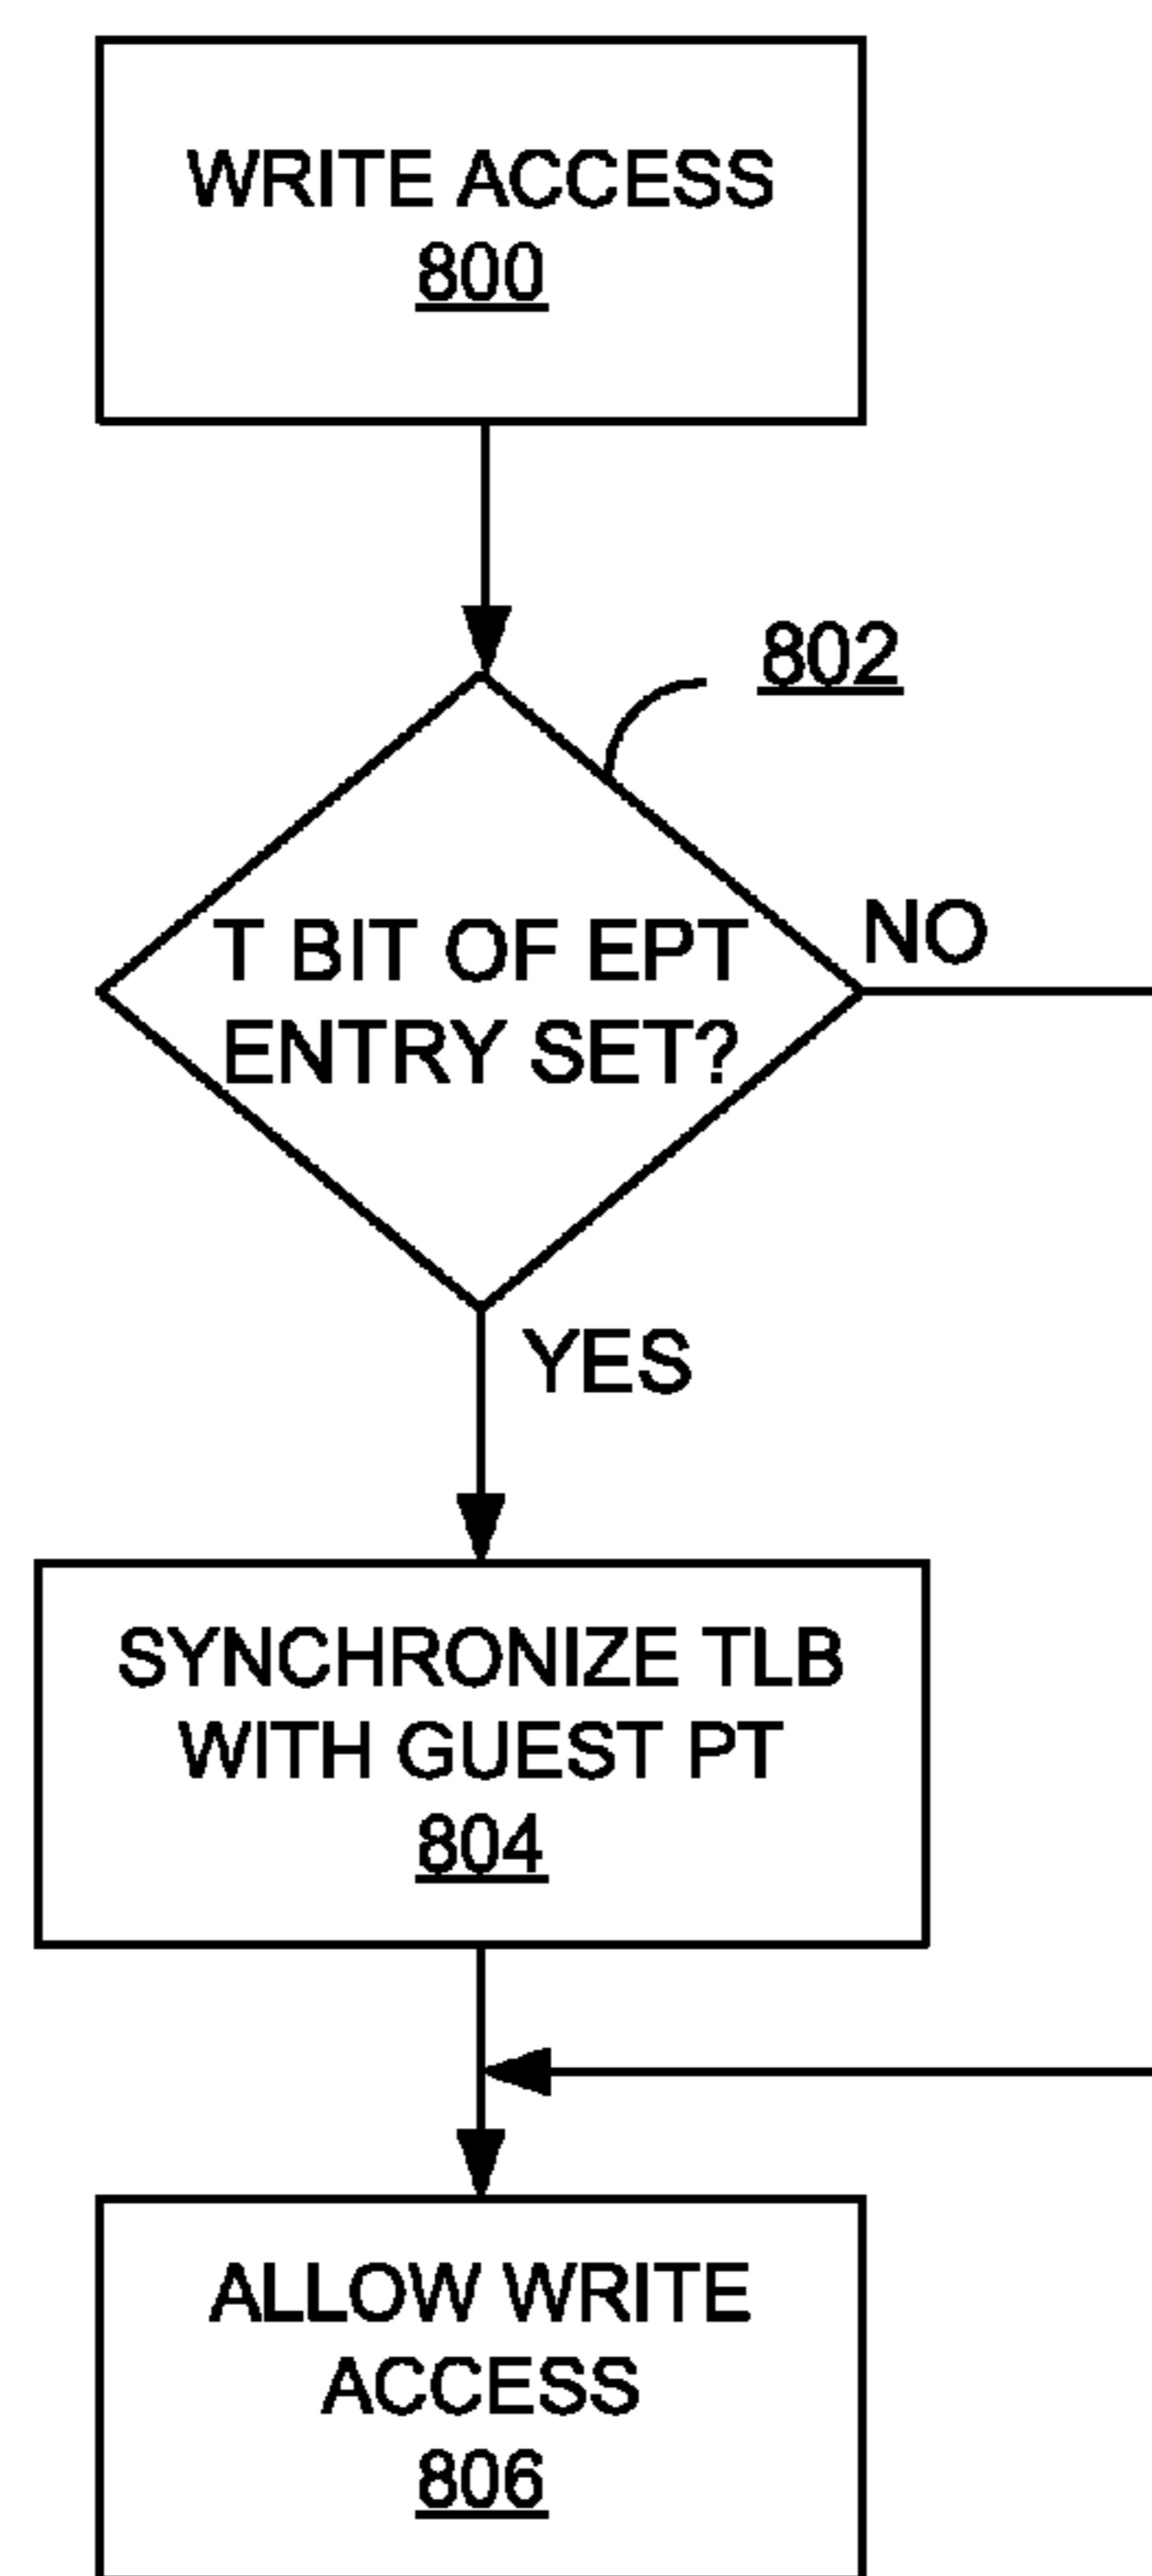 WRITE ACCESS
800
802
T BIT OF EPT
ENTRY SET?
NO
YES
SYNCHRONIZE TLB
WITH GUEST PT
804
ALLOW WRITE
ACCESS
806